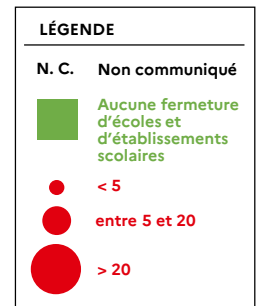 LÉGENDE
N. C. Non communiqué
Aucune fermeture
d'écoles et
d'établissements
scolaires
< 5
entre 5 et 20
> 20